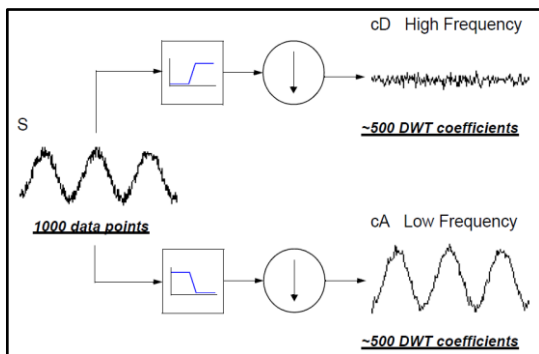 cD High Frequency
~500 DWT coefficients
S
1000 data points
cA Low Frequency
~500 DWT coefficients